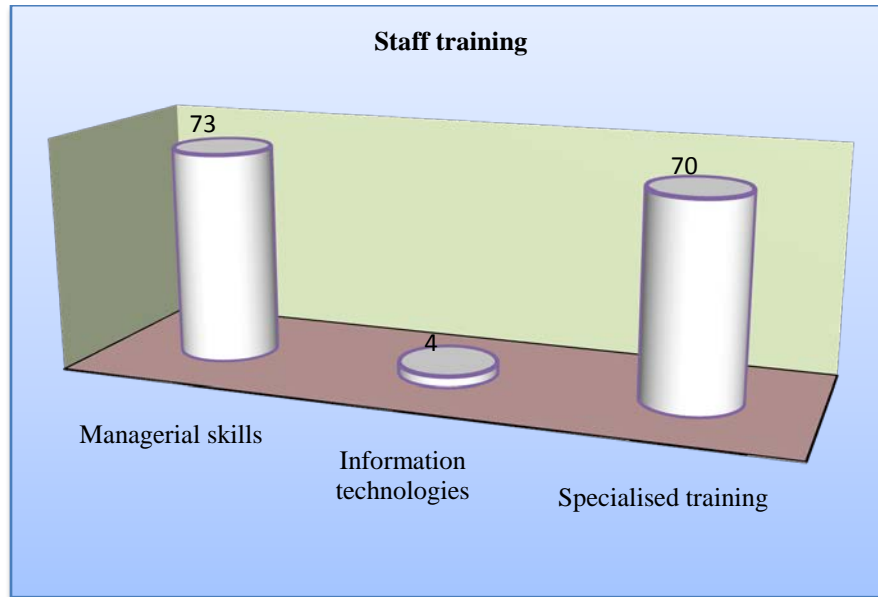 Staff training
73
70
4
Managerial skills
Information
technologies
Specialised training